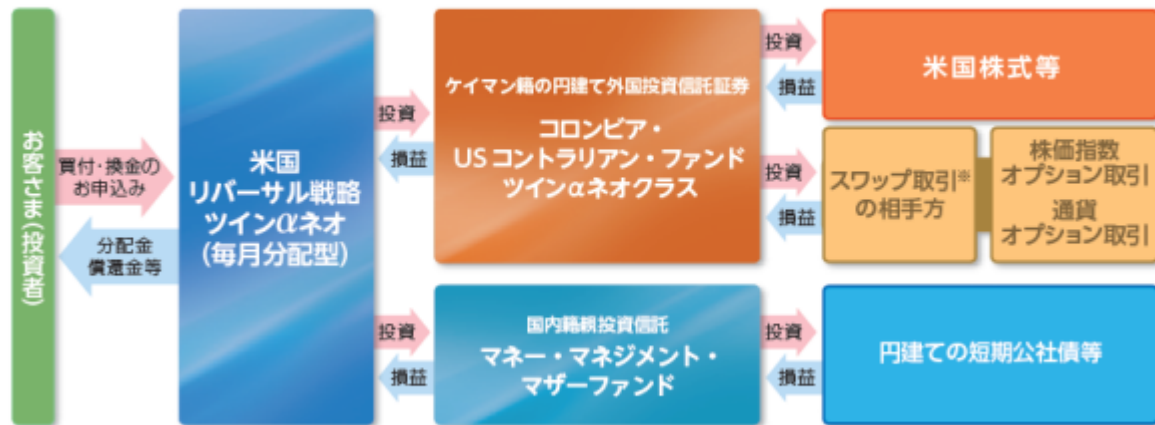 お客さま(投資者)
買付・換金の
お申込み
分配金
償還金等
米国
リバーサル戦略
ツインαネオ
(毎月分配型)
投資
損益
ケイマン籍の円建て外国投資信託証券
コロンビア・
USコントラリアン・ファンド
ツインαネオクラス
投資
損益
米国株式等
投資
損益
スワップ取引※
の相手方
株価指数
オプション取引
通貨
オプション取引
投資
損益
国内籍親投資信託
マネー・マネジメント・
マザーファンド
投資
損益
円建ての短期公社債等